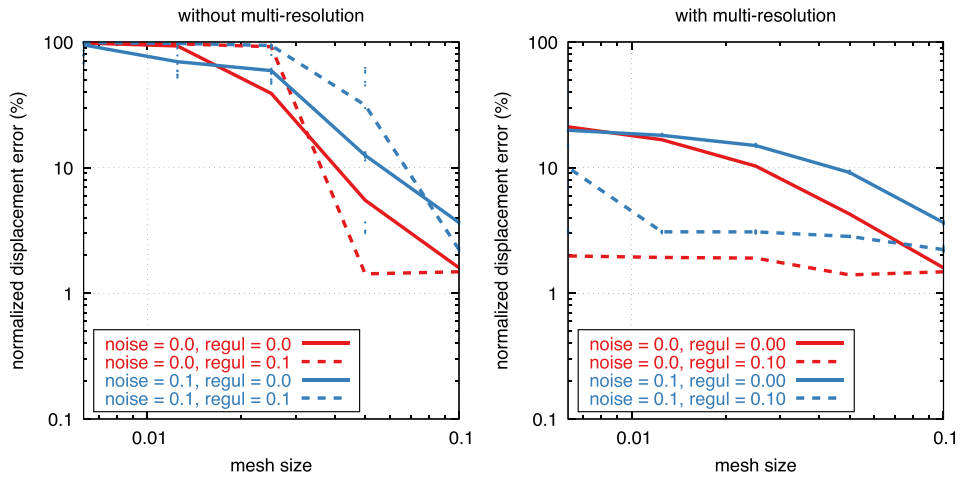 without multi-resolution
normalized displacement error (%)
100
10
1
0.1
noise = 0.0, regul = 0.0
noise = 0.0, regul = 0.1
noise = 0.1, regul = 0.0
noise = 0.1, regul = 0.1
0.01
0.1
mesh size
with multi-resolution
normalized displacement error (%)
100
10
1
0.1
noise = 0.0, regul = 0.00
noise = 0.0, regul = 0.10
noise = 0.1, regul = 0.00
noise = 0.1, regul = 0.10
0.01
0.1
mesh size